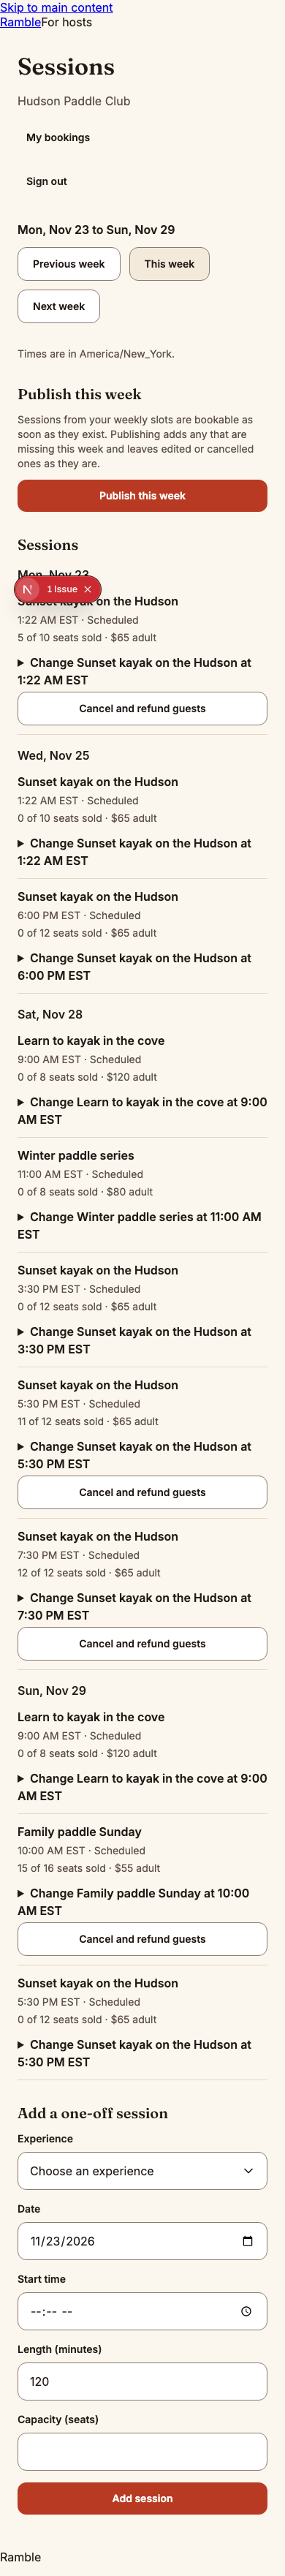 Skip to main content
RambleFor hosts
Sessions
Hudson Paddle Club
My bookings
Sign out
Mon, Nov 23 to Sun, Nov 29
Previous week
This week
Next week
Times are in America/New_York.
Publish this week
Sessions from your weekly slots are bookable as
soon as they exist. Publishing adds any that are
missing this week and leaves edited or cancelled
ones as they are.
Publish this week
Sessions
Mon, Nov 23
1 Issue
Sunset kayak on the Hudson
1:22 AM EST · Scheduled
5 of 10 seats sold · $65 adult
Change Sunset kayak on the Hudson at
1:22 AM EST
Cancel and refund guests
Wed, Nov 25
Sunset kayak on the Hudson
1:22 AM EST · Scheduled
0 of 10 seats sold · $65 adult
Change Sunset kayak on the Hudson at
1:22 AM EST
Sunset kayak on the Hudson
6:00 PM EST · Scheduled
0 of 12 seats sold · $65 adult
Change Sunset kayak on the Hudson at
6:00 PM EST
Sat, Nov 28
Learn to kayak in the cove
9:00 AM EST · Scheduled
0 of 8 seats sold · $120 adult
Change Learn to kayak in the cove at 9:00
AM EST
Winter paddle series
11:00 AM EST · Scheduled
0 of 8 seats sold · $80 adult
Change Winter paddle series at 11:00 AM
EST
Sunset kayak on the Hudson
3:30 PM EST · Scheduled
0 of 12 seats sold · $65 adult
Change Sunset kayak on the Hudson at
3:30 PM EST
Sunset kayak on the Hudson
5:30 PM EST · Scheduled
11 of 12 seats sold · $65 adult
Change Sunset kayak on the Hudson at
5:30 PM EST
Cancel and refund guests
Sunset kayak on the Hudson
7:30 PM EST · Scheduled
12 of 12 seats sold · $65 adult
Change Sunset kayak on the Hudson at
7:30 PM EST
Cancel and refund guests
Sun, Nov 29
Learn to kayak in the cove
9:00 AM EST · Scheduled
0 of 8 seats sold · $120 adult
Change Learn to kayak in the cove at 9:00
AM EST
Family paddle Sunday
10:00 AM EST · Scheduled
15 of 16 seats sold · $55 adult
Change Family paddle Sunday at 10:00
AM EST
Cancel and refund guests
Sunset kayak on the Hudson
5:30 PM EST · Scheduled
0 of 12 seats sold · $65 adult
Change Sunset kayak on the Hudson at
5:30 PM EST
Add a one-off session
Experience
Choose an experience
Date
11/23/2026
Start time
--:-- --
Length (minutes)
120
Capacity (seats)
Add session
Ramble